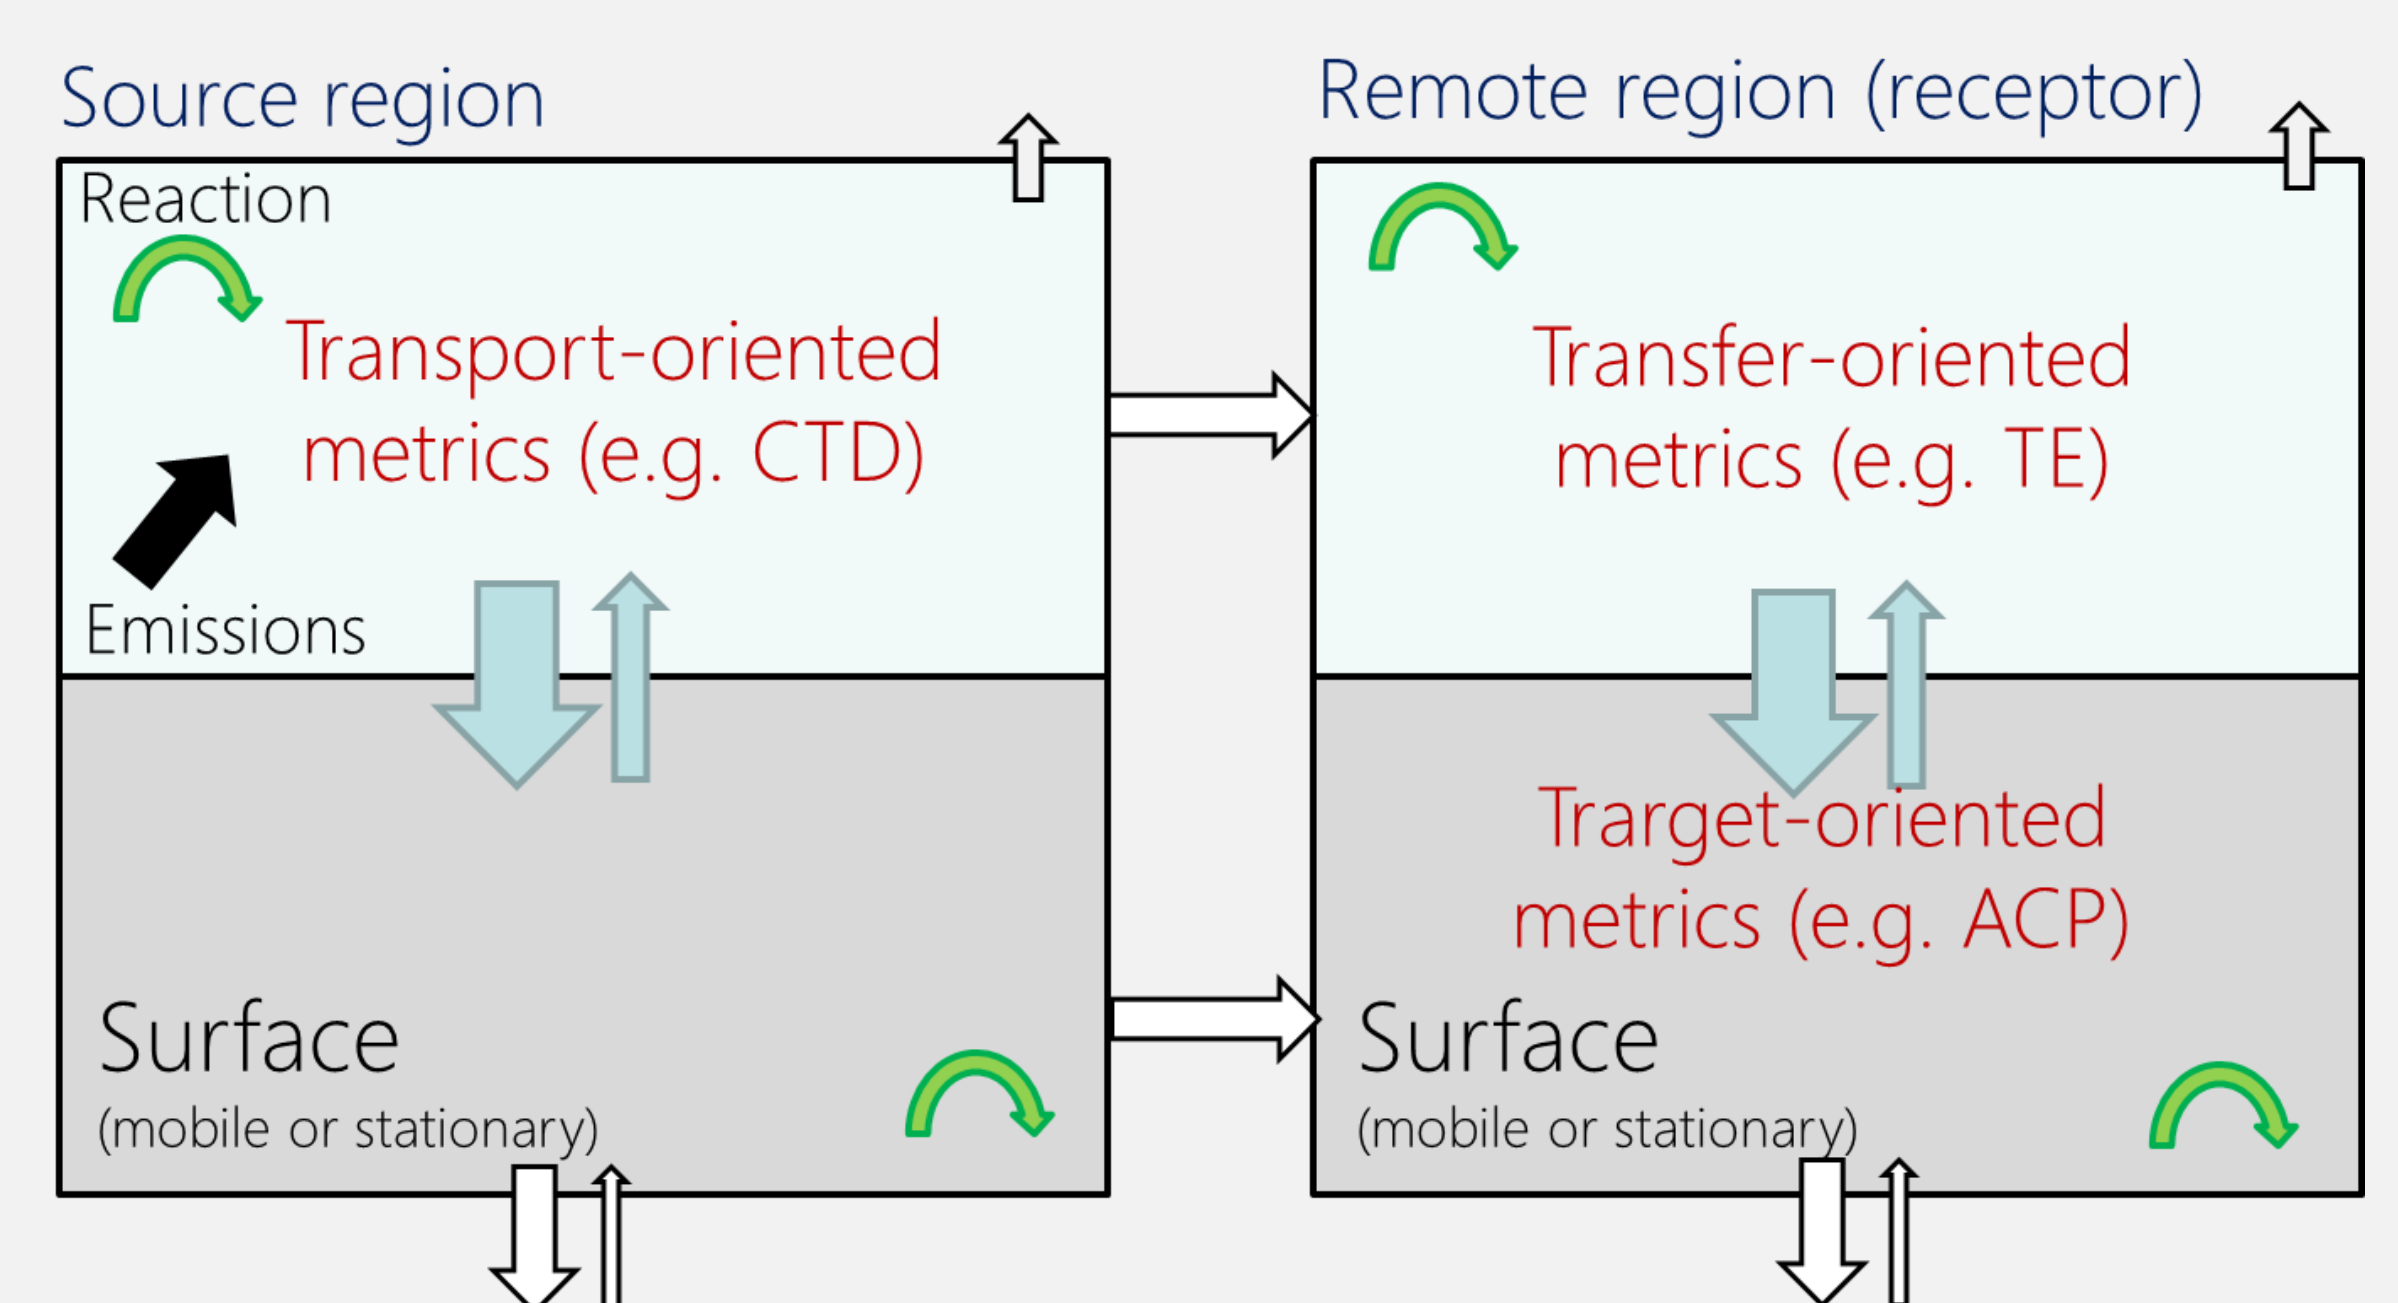 Source region
Reaction
Transport-oriented
metrics (e.g. CTD)
Emissions
Surface
(mobile or stationary)
Remote region (receptor)
Transfer-oriented
metrics (e.g. TE)
Trarget-oriented
metrics (e.g. ACP)
Surface
(mobile or stationary)